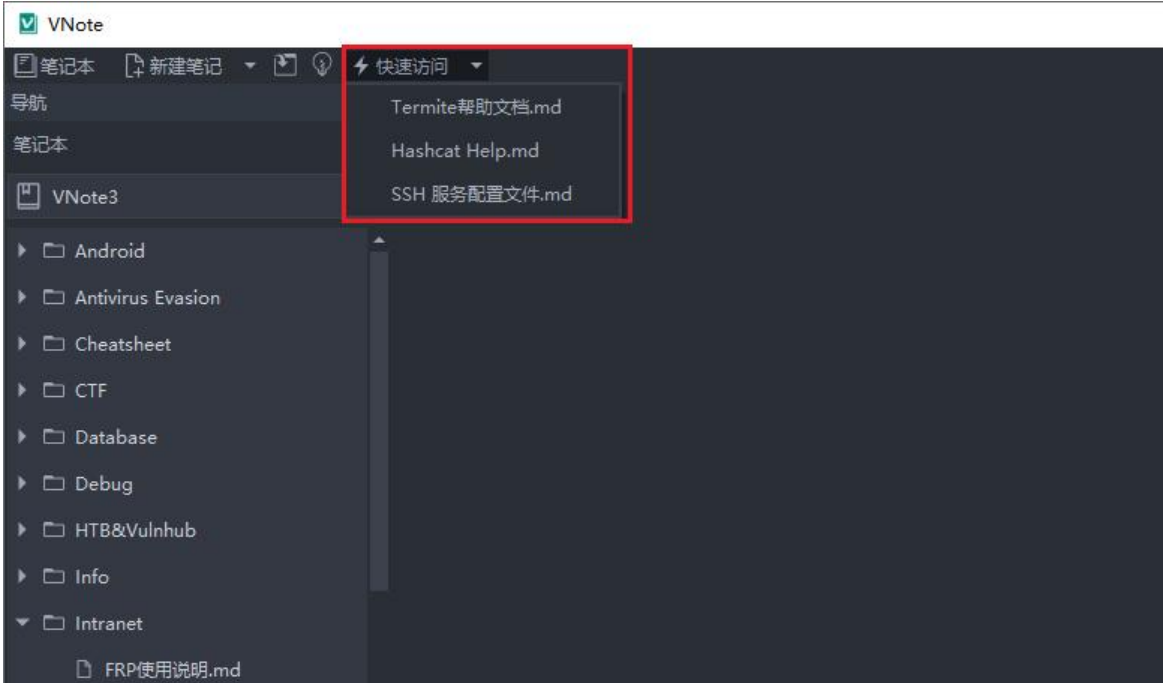 VNote
笔记本 新建笔记 快速访问
导航
Termite帮助文档.md
笔记本
Hashcat Help.md
VNote3
SSH 服务配置文件.md
Android
Antivirus Evasion
Cheatsheet
CTF
Database
Debug
HTB&Vulnhub
Info
Intranet
FRP使用说明.md